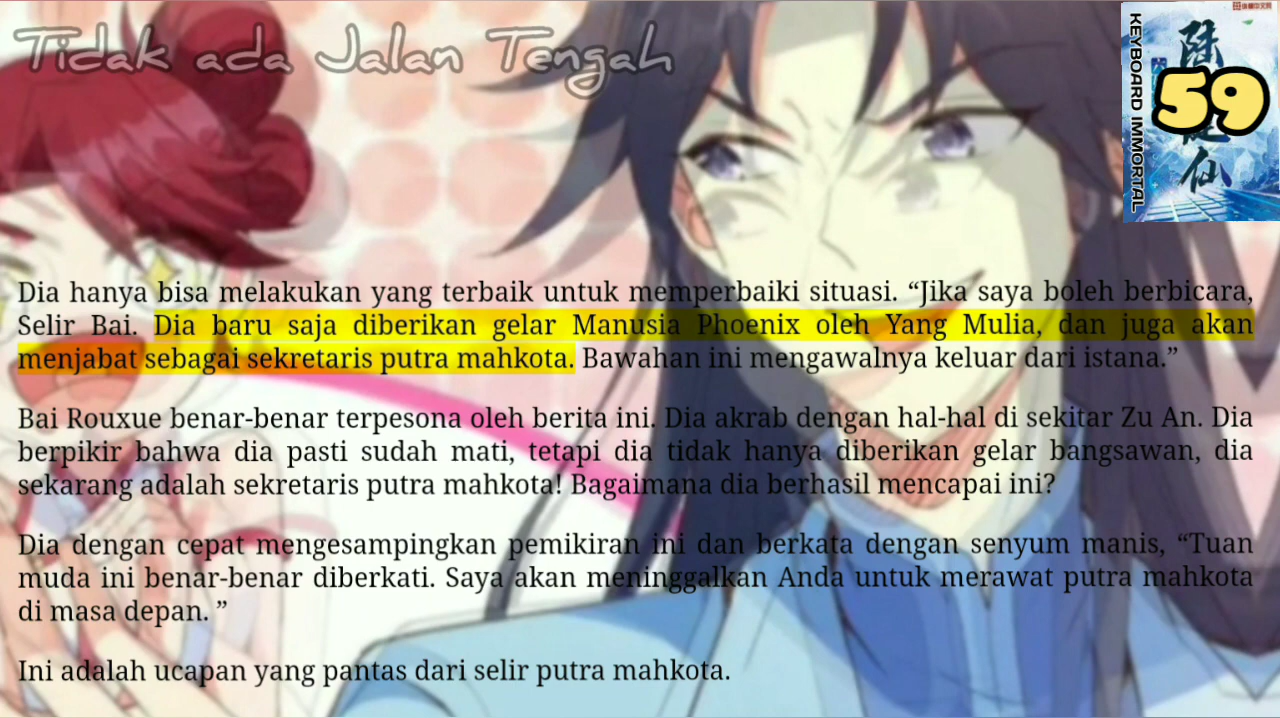 Tidak ada Jalan Tengah
KEYBOARD IMMORTAL
59
仙
Dia hanya bisa melakukan yang terbaik untuk memperbaiki situasi. “Jika saya boleh berbicara,
Selir Bai. Dia baru saja diberikan gelar Manusia Phoenix oleh Yang Mulia, dan juga akan
menjabat sebagai sekretaris putra mahkota. Bawahan ini mengawalnya keluar dari istana.”
Bai Rouxue benar-benar terpesona oleh berita ini. Dia akrab dengan hal-hal di sekitar Zu An. Dia
berpikir bahwa dia pasti sudah mati, tetapi dia tidak hanya diberikan gelar bangsawan, dia
sekarang adalah sekretaris putra mahkota! Bagaimana dia berhasil mencapai ini?
Dia dengan cepat mengesampingkan pemikiran ini dan berkata dengan senyum manis, “Tuan
muda ini benar-benar diberkati. Saya akan meninggalkan Anda untuk merawat putra mahkota
di masa depan. ”
Ini adalah ucapan yang pantas dari selir putra mahkota.